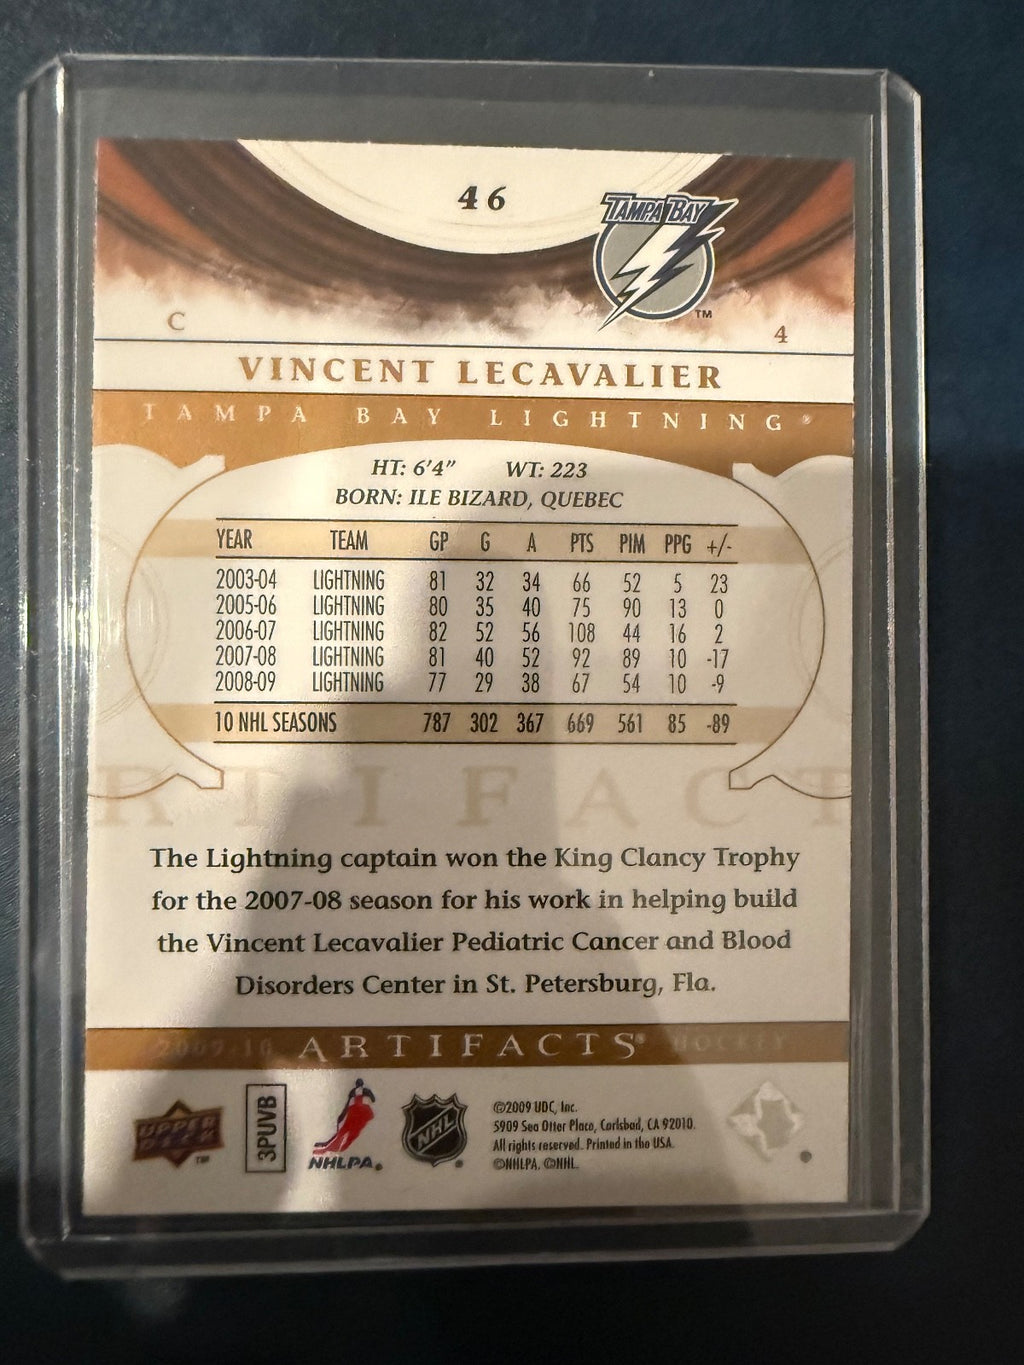 46
TAMPA BAY
TM
C
4
VINCENT LECAVALIER
TAMPA BAY LIGHTNING®
HT: 6'4" WT: 223
BORN: ILE BIZARD, QUEBEC
YEAR TEAM GP G A PTS PIM PPG +/-
2003-04 LIGHTNING 81 32 34 66 52 5 23
2005-06 LIGHTNING 80 35 40 75 90 13 0
2006-07 LIGHTNING 82 52 56 108 44 16 2
2007-08 LIGHTNING 81 40 52 92 89 10 -17
2008-09 LIGHTNING 77 29 38 67 54 10 -9
10 NHL SEASONS 787 302 367 669 561 85 -89
RTIFACT
The Lightning captain won the King Clancy Trophy
for the 2007-08 season for his work in helping build
the Vincent Lecavalier Pediatric Cancer and Blood
Disorders Center in St. Petersburg, Fla.
2009-10 ARTIFACTS® HOCKEY
UPPER DECK TM
3PUVB
NHLPA®
NHL®
©2009 UDC, Inc.
5909 Sea Otter Place, Carlsbad, CA 92010.
All rights reserved. Printed in the USA.
©NHLPA. ©NHL.